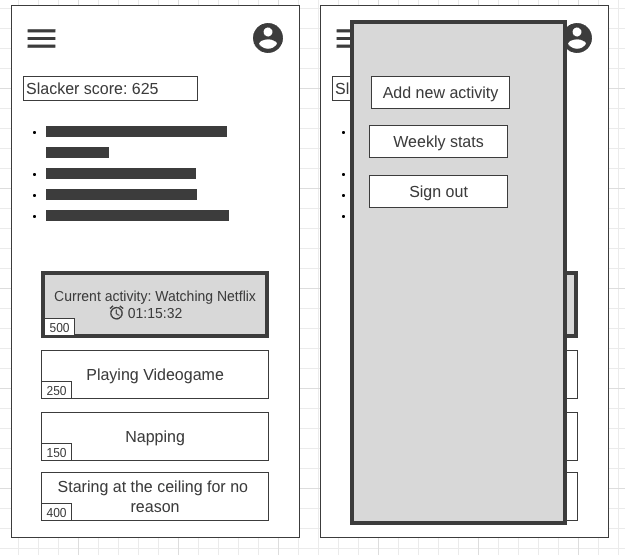 Slacker score: 625
Current activity: Watching Netflix
01:15:32
500
Playing Videogame
250
Napping
150
Staring at the ceiling for no
reason
400
Sl
Add new activity
Weekly stats
Sign out